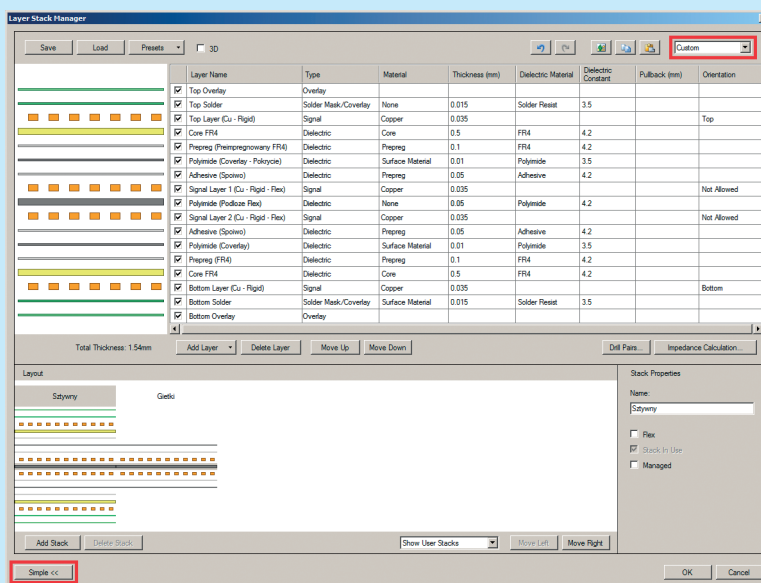 Layer Stack Manager
Save Load Presets 3D Custom
Layer Name Type Material Thickness (mm) Dielectric Material Dielectric Constant Pullback (mm) Orientation
Top Overlay Overlay
Top Solder Solder Mask/Coverlay None 0.015 Solder Resist 3.5
Top Layer (Cu - Rigid) Signal Copper 0.035 Top
Core FR4 Dielectric Core 0.5 FR4 4.2
Prepreg (Preimpregnowany FR4) Dielectric Prepreg 0.1 FR4 4.2
Polyimide (Coverlay - Pokrycie) Dielectric Surface Material 0.01 Polyimide 3.5
Adhesive (Spoiwo) Dielectric Prepreg 0.05 Adhesive 4.2
Signal Layer 1 (Cu - Rigid - Flex) Signal Copper 0.035 Not Allowed
Polyimide (Podloze Flex) Dielectric None 0.05 Polyimide 4.2
Signal Layer 2 (Cu - Rigid - Flex) Signal Copper 0.035 Not Allowed
Adhesive (Spoiwo) Dielectric Prepreg 0.05 Adhesive 4.2
Polyimide (Coverlay) Dielectric Surface Material 0.01 Polyimide 3.5
Prepreg (FR4) Dielectric Prepreg 0.1 FR4 4.2
Core FR4 Dielectric Core 0.5 FR4 4.2
Bottom Layer (Cu - Rigid) Signal Copper 0.035 Bottom
Bottom Solder Solder Mask/Coverlay Surface Material 0.015 Solder Resist 3.5
Bottom Overlay Overlay
Total Thickness: 1.54mm Add Layer Delete Layer Move Up Move Down Drill Pairs... Impedance Calculation...
Layout Stack Properties
Sztywny Gietki
Name:
Sztywny
Flex
Stack In Use
Managed
Add Stack Delete Stack Show User Stacks Move Left Move Right
Simple << OK Cancel